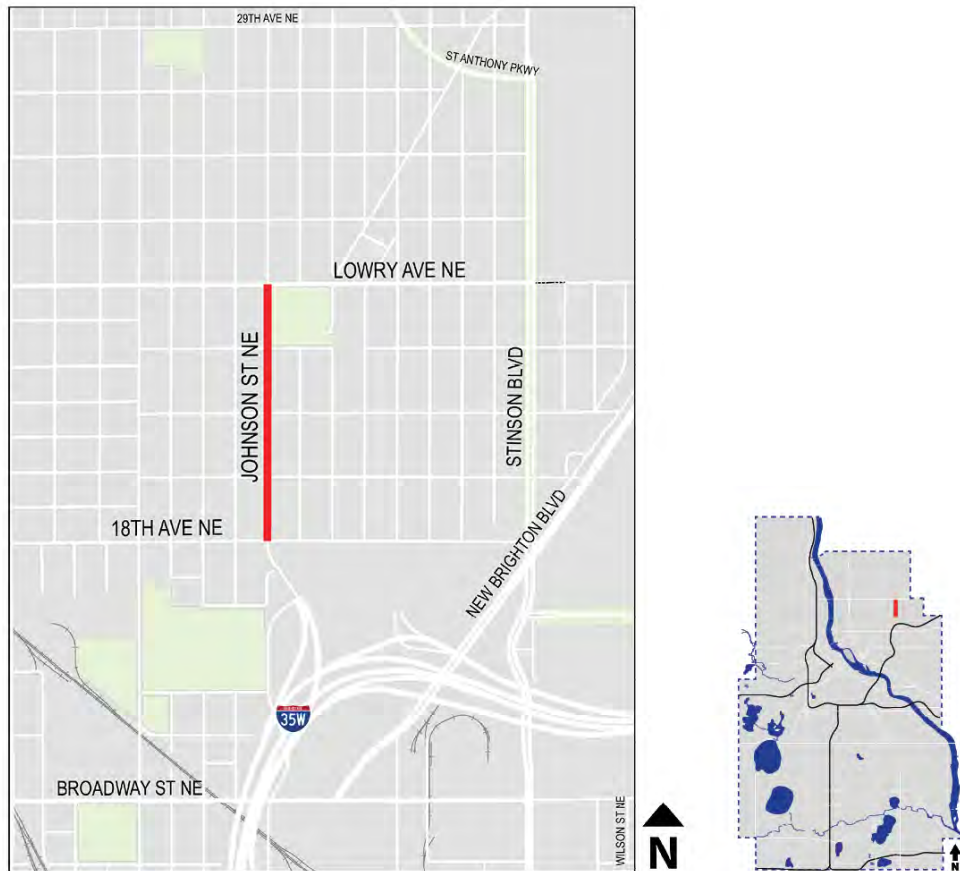 29TH AVE NE
ST ANTHONY PKWY
LOWRY AVE NE
JOHNSON ST NE
STINSON BLVD
18TH AVE NE
NEW BRIGHTON BLVD
35W
BROADWAY ST NE
WILSON ST NE
N
N